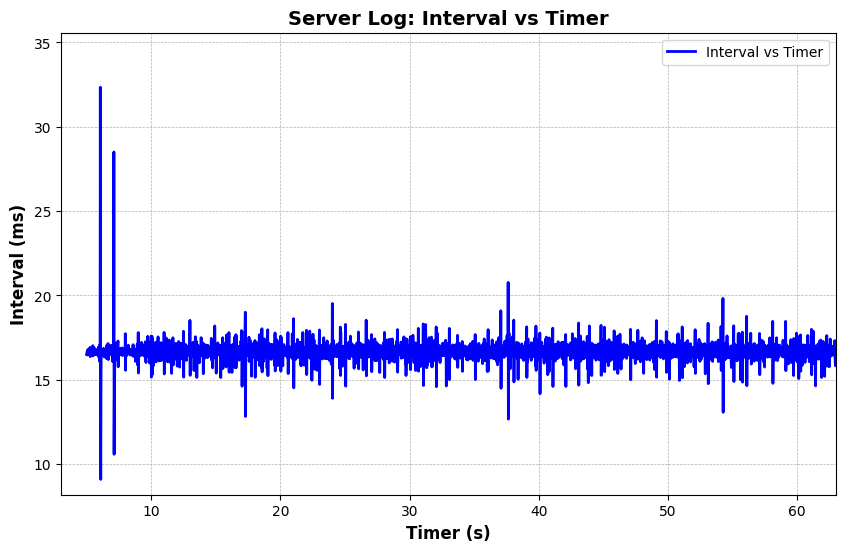 Server Log: Interval vs Timer
Interval vs Timer
35
30
25
20
15
10
Interval (ms)
10 20 30 40 50 60
Timer (s)